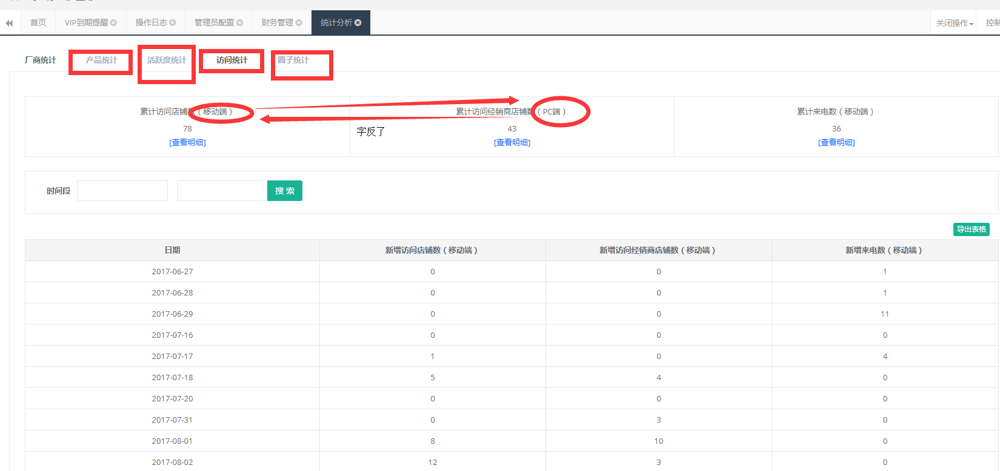 首页 VIP到期提醒 操作日志 管理员配置 财务管理 统计分析 关闭操作
厂商统计 产品统计 活跃度统计 访问统计 圈子统计
累计访问店铺数（移动端） 累计访问经销商店铺数（PC端） 累计来电数（移动端）
78 43 36
字反了
[查看明细] [查看明细] [查看明细]
时间段 搜 索
导出表格
日期 新增访问店铺数（移动端） 新增访问经销商店铺数（移动端） 新增来电数（移动端）
2017-06-27 0 0 1
2017-06-28 0 0 1
2017-06-29 0 0 11
2017-07-16 0 0 0
2017-07-17 1 0 4
2017-07-18 5 4 0
2017-07-20 0 0 0
2017-07-31 0 3 0
2017-08-01 8 10 0
2017-08-02 12 3 0